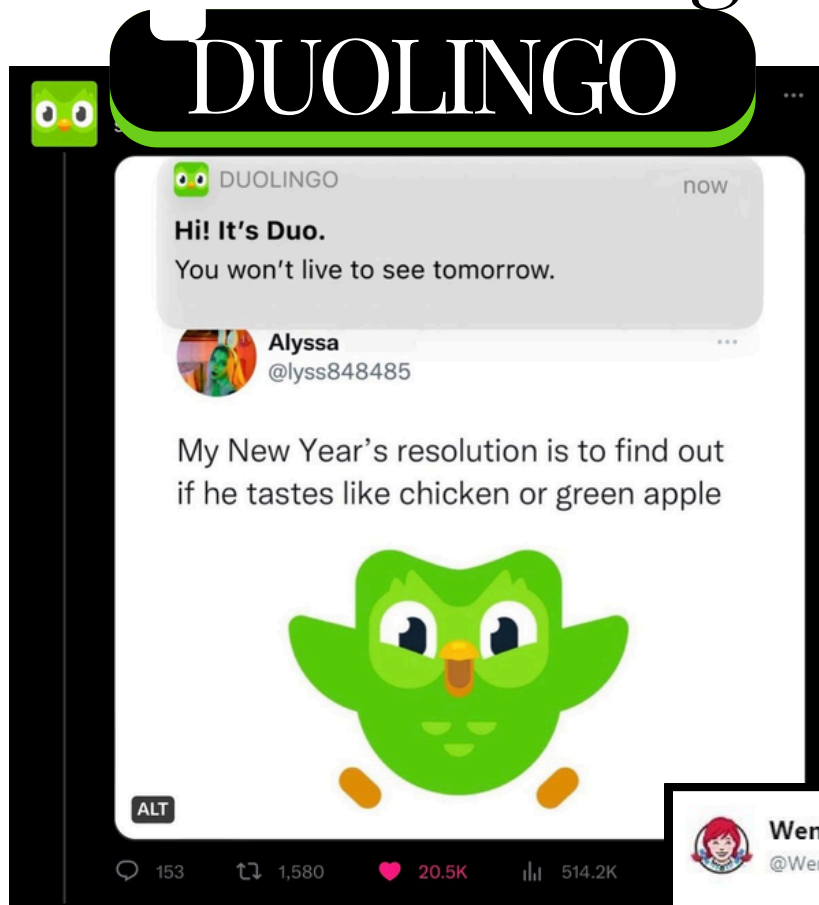 DUOLINGO
DUOLINGO
now
Hi! It’s Duo.
You won’t live to see tomorrow.
Alyssa
@lyss848485
My New Year’s resolution is to find out
if he tastes like chicken or green apple
ALT
153
1,580
20.5K
514.2K